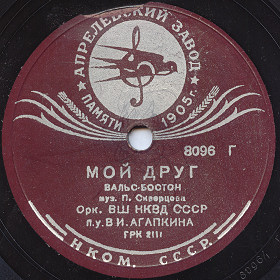 АПРЕЛЕВСКИЙ ЗАВОД
ПАМЯТИ 1905 г.
8096 Г
МОЙ ДРУГ
ВАЛЬС-БОСТОН
муз. П. Скворцова
Орк. ВШ НКВД СССР
п. у. В. И. АГАПКИНА
ГРК 2111
НКОМ. СССР.